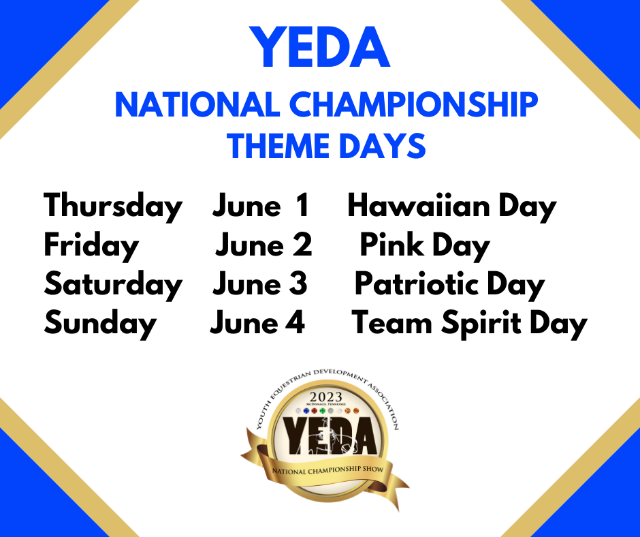 YEDA
NATIONAL CHAMPIONSHIP
THEME DAYS
Thursday June 1 Hawaiian Day
Friday June 2 Pink Day
Saturday June 3 Patriotic Day
Sunday June 4 Team Spirit Day
YOUTH EQUESTRIAN DEVELOPMENT ASSOCIATION
2023
YEDA
NATIONAL CHAMPIONSHIP SHOW